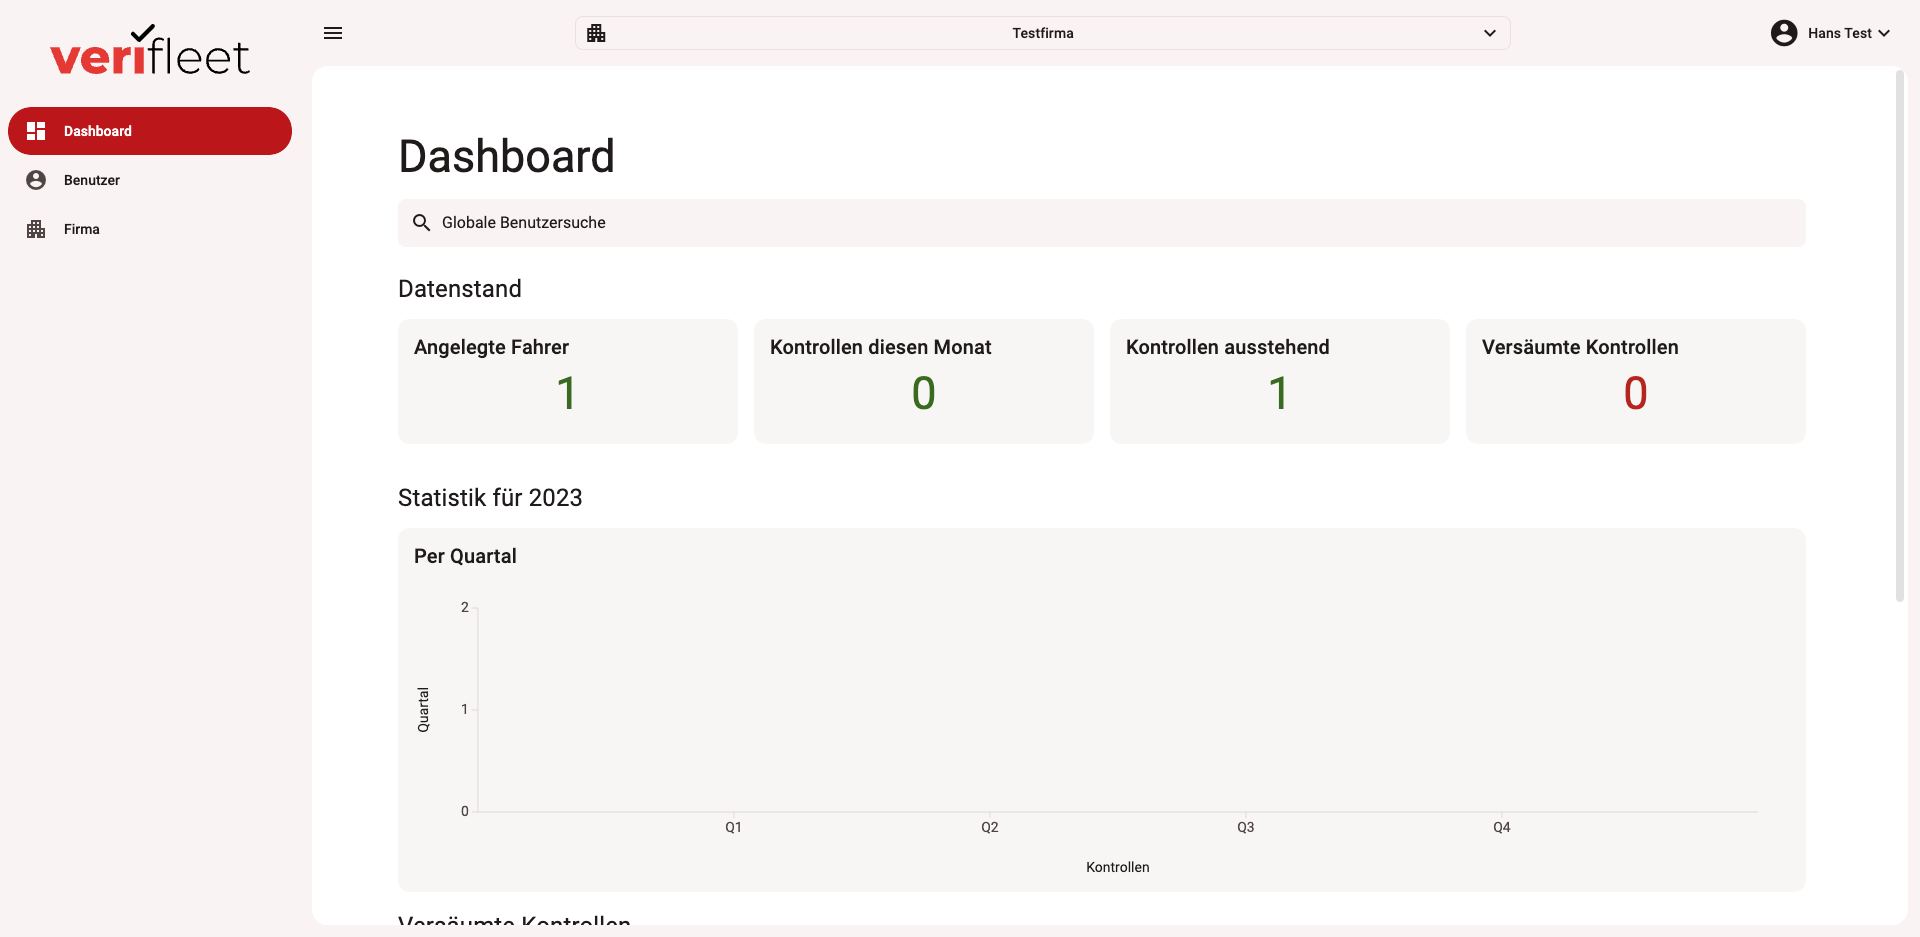 verifleet
Testfirma
Hans Test
Dashboard
Benutzer
Firma
Dashboard
Globale Benutzersuche
Datenstand
Angelegte Fahrer
1
Kontrollen diesen Monat
0
Kontrollen ausstehend
1
Versäumte Kontrollen
0
Statistik für 2023
Per Quartal
2
1
0
Quartal
Q1 Q2 Q3 Q4
Kontrollen
Versäumte Kontrollen